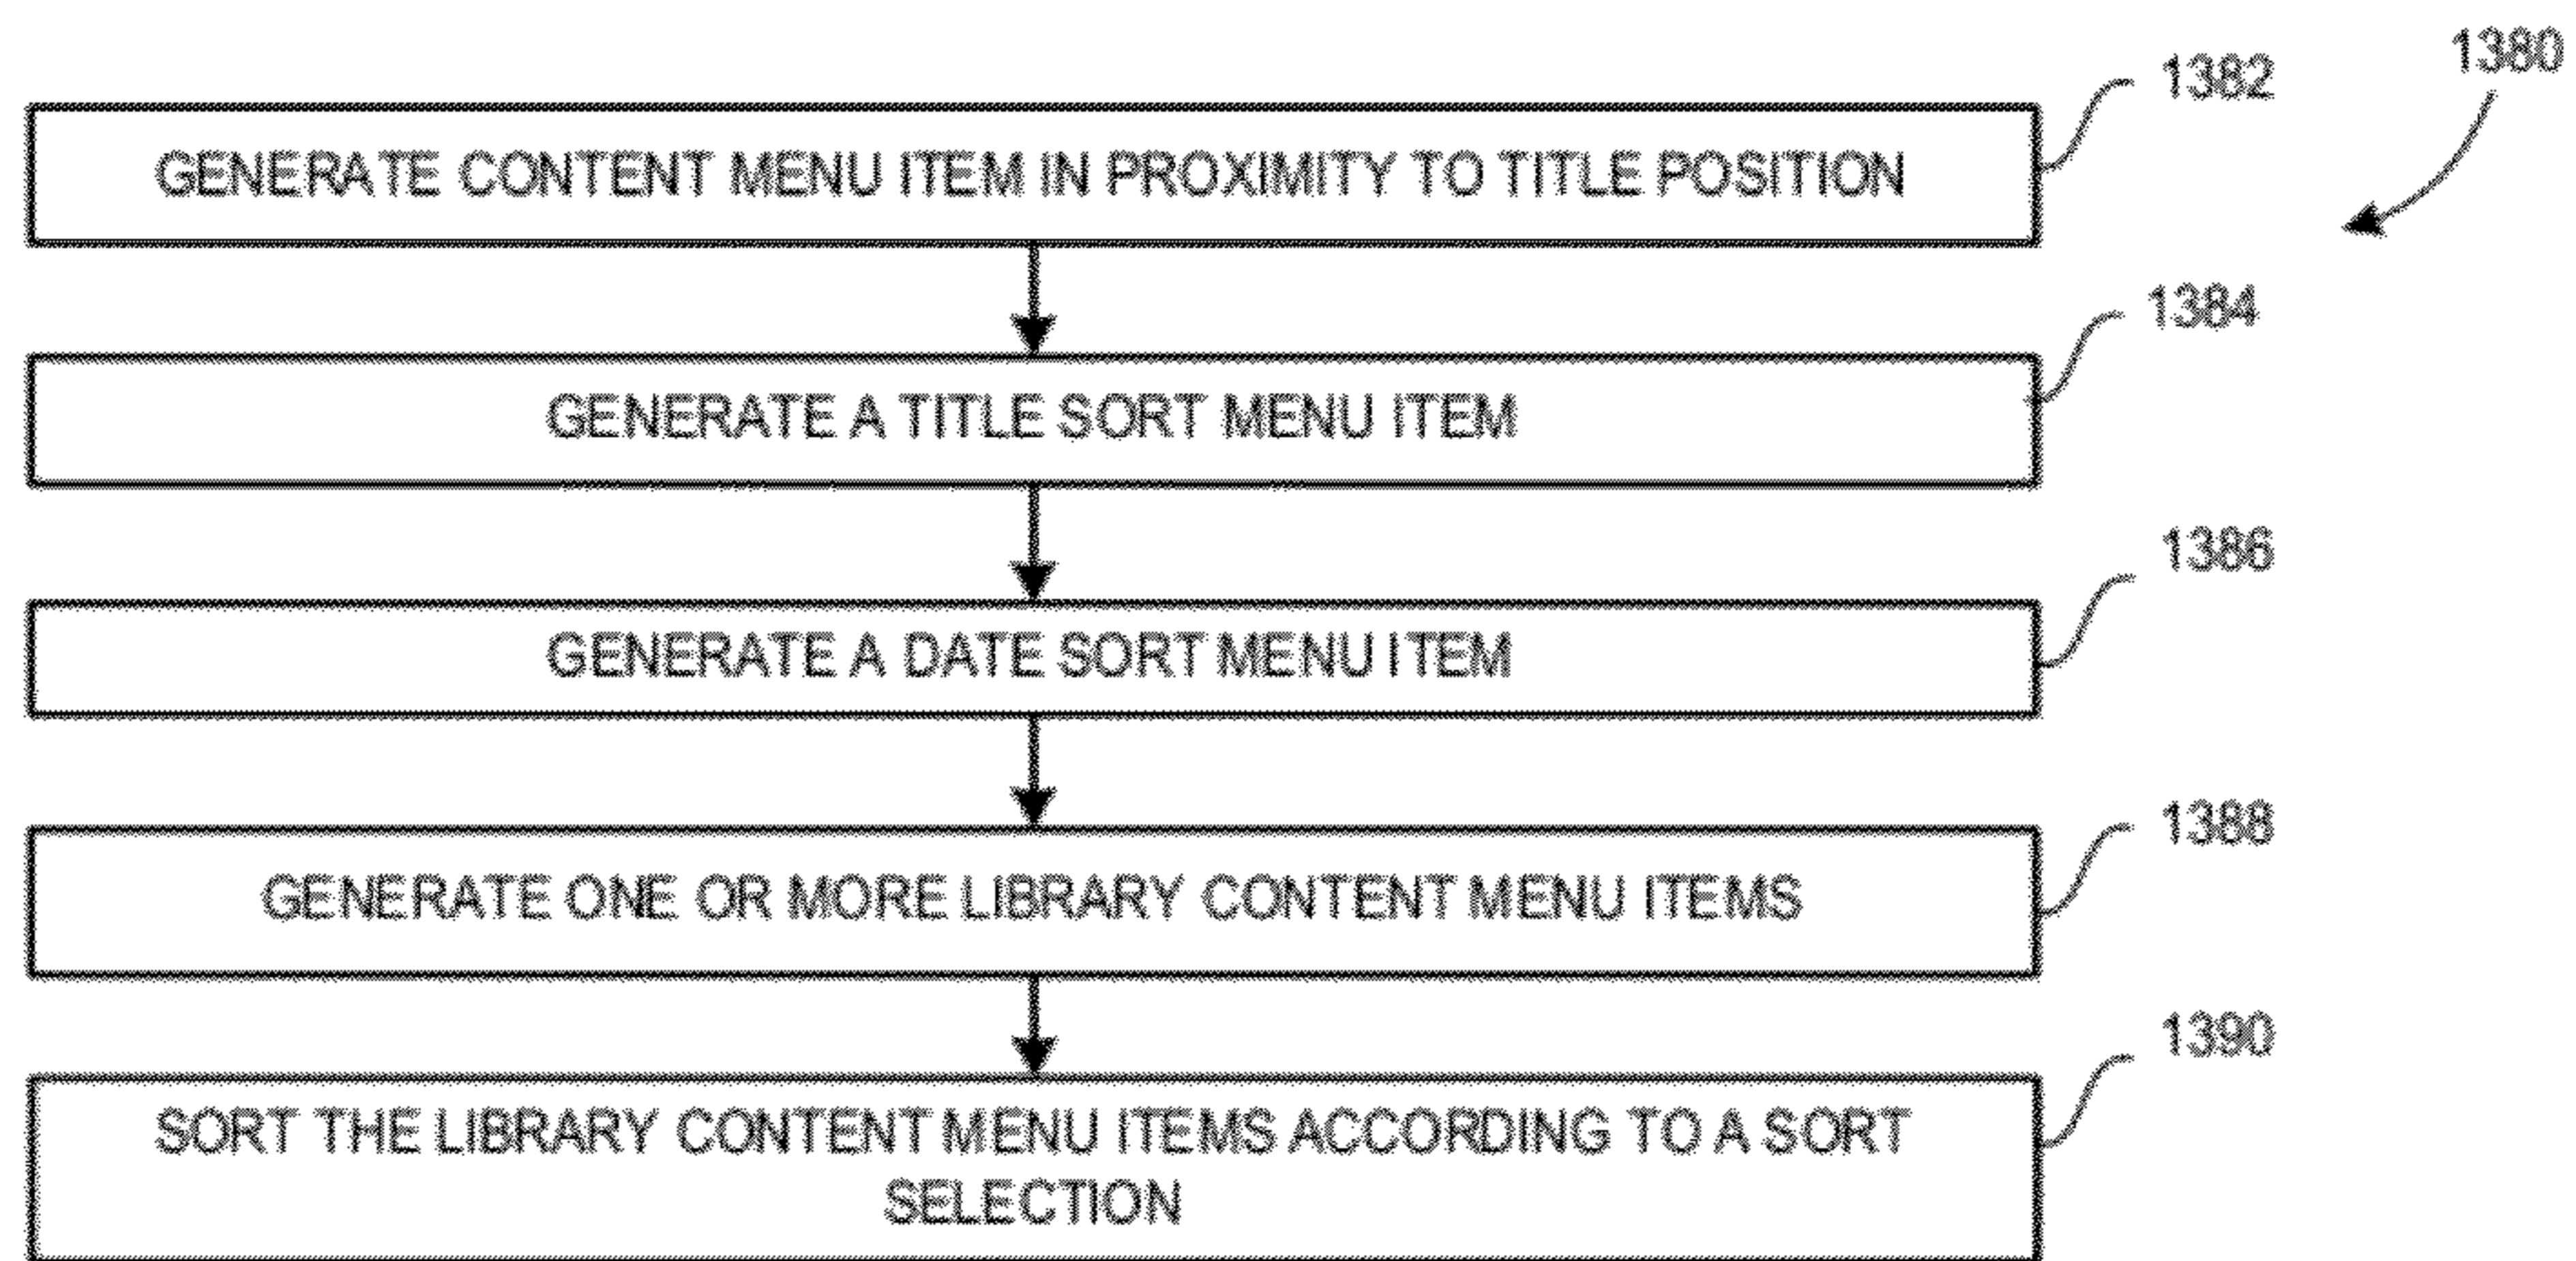 1380
1382
GENERATE CONTENT MENU ITEM IN PROXIMITY TO TITLE POSITION
1384
GENERATE A TITLE SORT MENU ITEM
1386
GENERATE A DATE SORT MENU ITEM
1388
GENERATE ONE OR MORE LIBRARY CONTENT MENU ITEMS
1390
SORT THE LIBRARY CONTENT MENU ITEMS ACCORDING TO A SORT
SELECTION